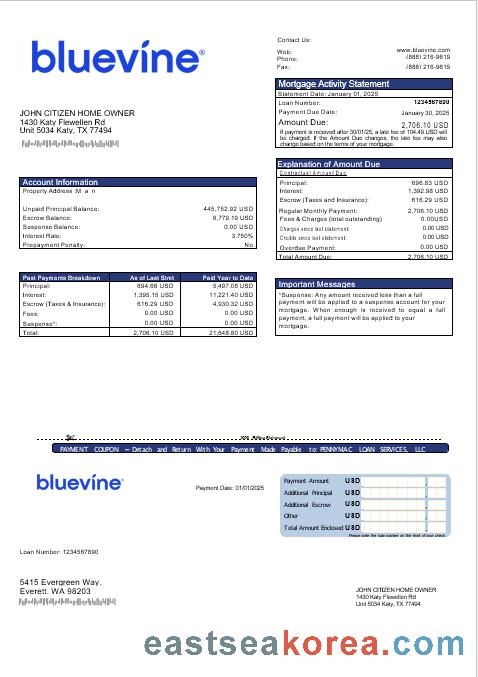 bluevine®
Contact Us:
Web: www.bluevine.com
Phone: (888) 216-9619
Fax: (888) 216-9619
Mortgage Activity Statement
Statement Date: January 01, 2025
Loan Number: 1234567890
Payment Due Date: January 30, 2025
Amount Due: 2,706.10 USD
If payment is received after 30/01/25, a late fee of 104.49 USD will
be charged. If the Amount Due changes, the late fee may also
change based on the terms of your mortgage.
JOHN CITIZEN HOME OWNER
1430 Katy Flewellen Rd
Unit 5034 Katy, TX 77494
Explanation of Amount Due
Contractual Amount Due
Principal: 696.83 USD
Interest: 1,392.98 USD
Escrow (Taxes and Insurance): 616.29 USD
Regular Monthly Payment: 2,706.10 USD
Fees & Charges (total outstanding) 0.00USD
Charges since last statement: 0.00 USD
Credits since last statement: 0.00 USD
Overdue Payment: 0.00 USD
Total Amount Due: 2,706.10 USD
Account Information
Property Address :M a n
Unpaid Principal Balance: 445,752.92 USD
Escrow Balance: 6,779.19 USD
Suspense Balance: 0.00 USD
Interest Rate: 3.750%
Prepayment Penalty: No
Past Payments Breakdown As of Last Stmt Paid Year to Date
Principal: 694.66 USD 5,497.08 USD
Interest: 1,395.15 USD 11,221.40 USD
Escrow (Taxes & Insurance): 616.29 USD 4,930.32 USD
Fees: 0.00 USD 0.00 USD
Suspense*: 0.00 USD 0.00 USD
Total: 2,706.10 USD 21,648.80 USD
Important Messages
*Suspense: Any amount received less than a full
payment will be applied to a suspense account for your
mortgage. When enough is received to equal a full
payment, a full payment will be applied to your
mortgage.
PAYMENT COUPON – Detach and Return With Your Payment Made Payable to: PENNYMAC LOAN SERVICES, LLC
bluevine®
Payment Date: 01/01/2025
Payment Amount USD
Additional Principal USD
Additional Escrow USD
Other USD
Total Amount Enclosed USD
Please write the loan number on the front of your check
Loan Number: 1234567890
5415 Evergreen Way.
Everett. WA 98203
JOHN CITIZEN HOME OWNER
1430 Katy Flewellen Rd
Unit 5034 Katy, TX 77494
eastseakorea.com